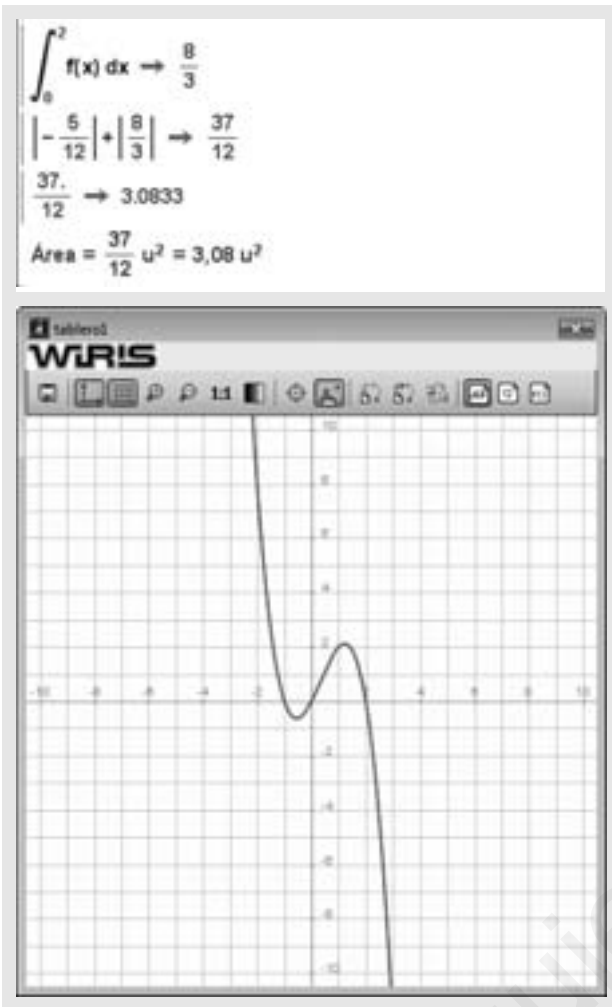 ∫₀² f(x) dx → 8/3
|-5/12|+|8/3| → 37/12
37./12 → 3.0833
Área = 37/12 u² = 3,08 u²
tablero1
WIRIS
1:1
10
8
6
4
2
-10 -8 -6 -4 -2 4 6 8 10
-2
-4
-6
-8
-10